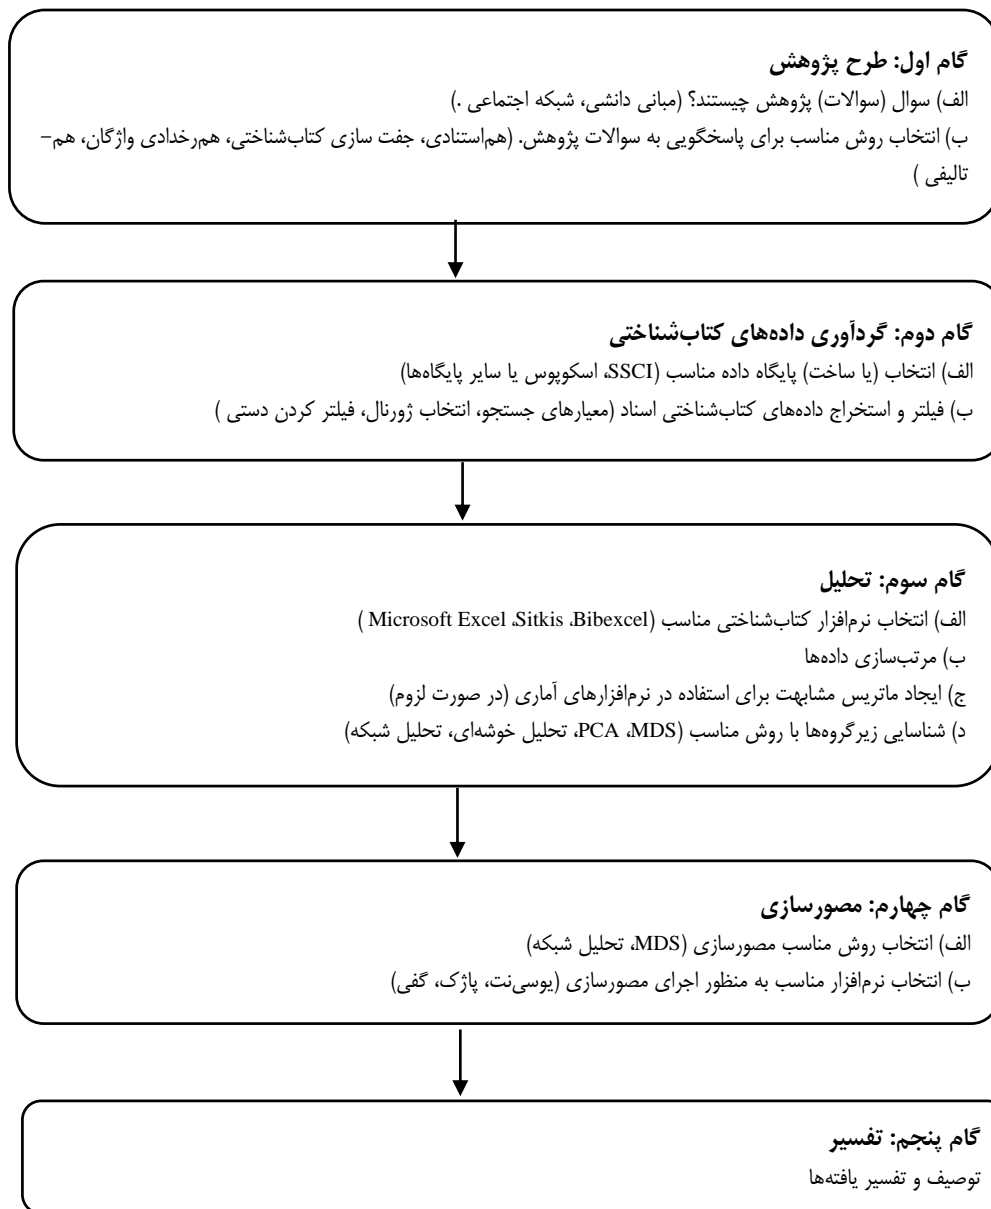 گام اول: طرح پژوهش
الف) سوال (سوالات) پژوهش چیستند؟ (مبانی دانشی، شبکه اجتماعی .)
ب) انتخاب روش مناسب برای پاسخگویی به سوالات پژوهش. (هم‌استنادی، جفت سازی کتاب‌شناختی، هم‌رخدادی واژگان، هم-
تالیفی )
گام دوم: گردآوری داده‌های کتاب‌شناختی
الف) انتخاب (یا ساخت) پایگاه داده مناسب (SSCI، اسکوپوس یا سایر پایگاه‌ها)
ب) فیلتر و استخراج داده‌های کتاب‌شناختی اسناد (معیارهای جستجو، انتخاب ژورنال، فیلتر کردن دستی )
گام سوم: تحلیل
الف) انتخاب نرم‌افزار کتاب‌شناختی مناسب (Bibexcel، Sitkis، Microsoft Excel )
ب) مرتب‌سازی داده‌ها
ج) ایجاد ماتریس مشابهت برای استفاده در نرم‌افزارهای آماری (در صورت لزوم)
د) شناسایی زیرگروه‌ها با روش مناسب (MDS، PCA، تحلیل خوشه‌ای، تحلیل شبکه)
گام چهارم: مصورسازی
الف) انتخاب روش مناسب مصورسازی (MDS، تحلیل شبکه)
ب) انتخاب نرم‌افزار مناسب به منظور اجرای مصورسازی (یوسی‌نت، پاژک، گفی)
گام پنجم: تفسیر
توصیف و تفسیر یافته‌ها